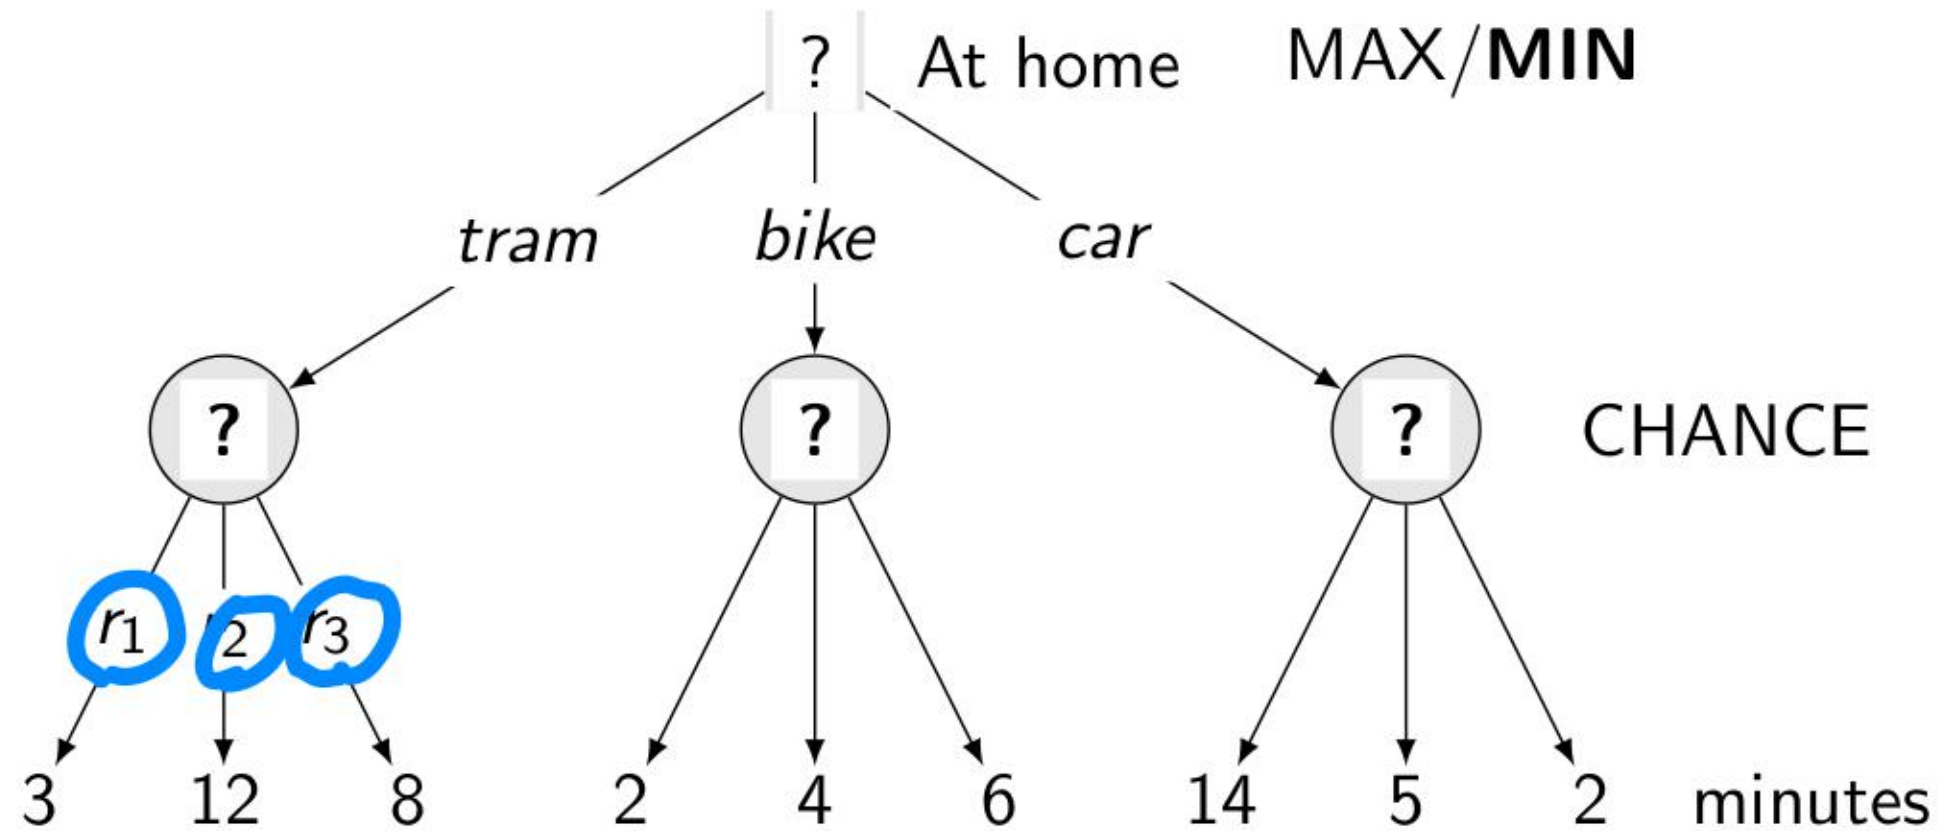 ? At home MAX/MIN
tram bike car
? ? ? CHANCE
r1 r2 r3
3 12 8 2 4 6 14 5 2 minutes